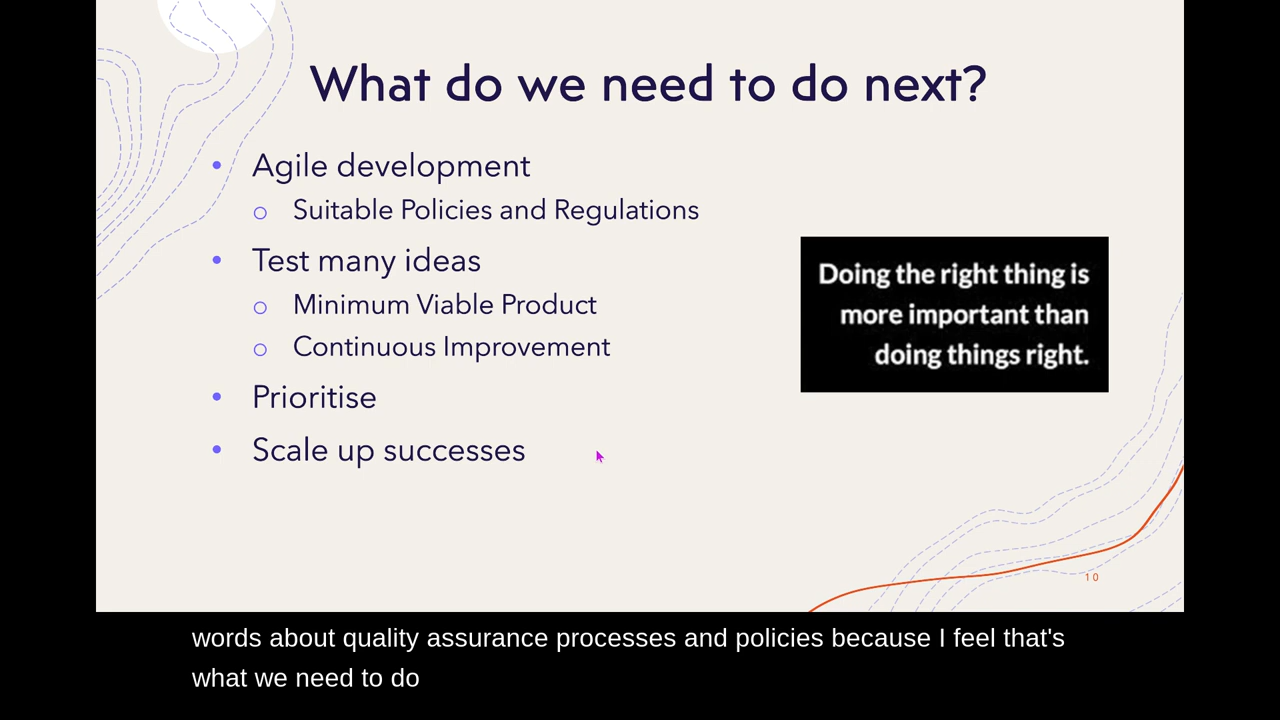 What do we need to do next?
• Agile development
o Suitable Policies and Regulations
• Test many ideas
o Minimum Viable Product
o Continuous Improvement
• Prioritise
• Scale up successes
Doing the right thing is
more important than
doing things right.
10
words about quality assurance processes and policies because I feel that's
what we need to do